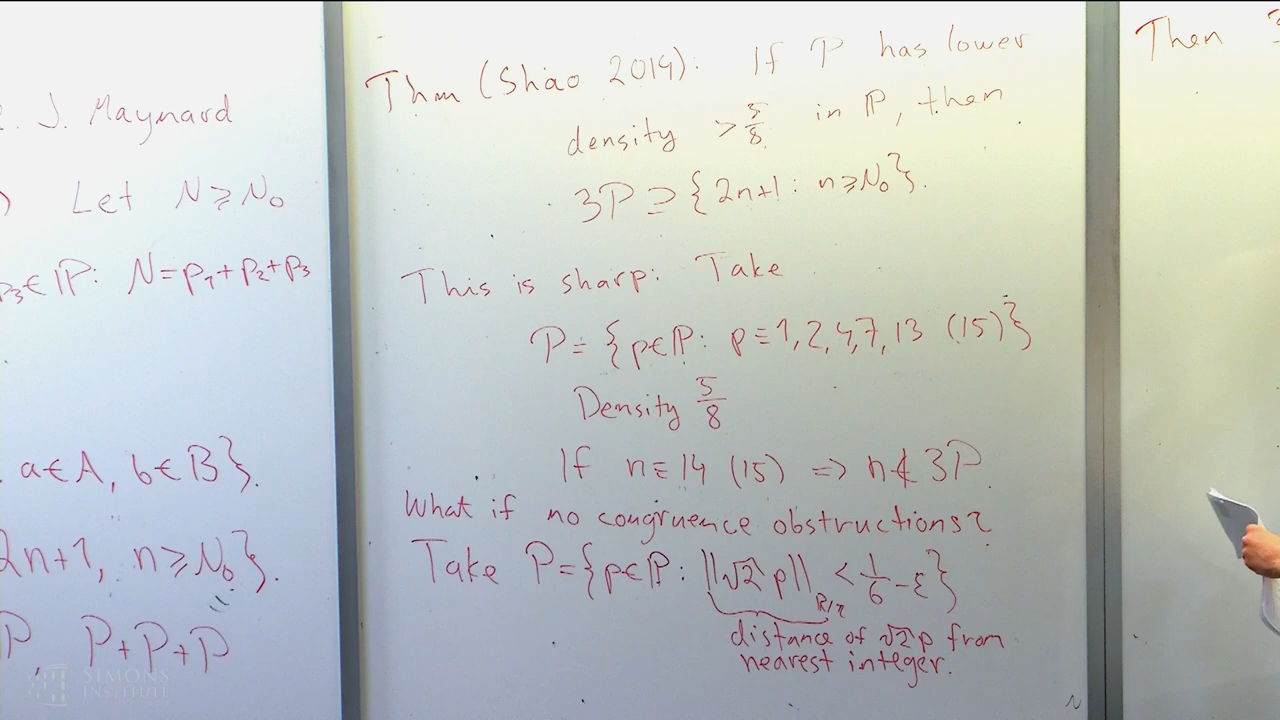 . J. Maynard
) Let N ≥ N₀
p₃ ∈ ℙ: N = p₁ + p₂ + p₃
a ∈ A, b ∈ B}.
2n+1, n ≥ N₀}.
P, P+P+P
SIMONS
INSTITUTE
Thm (Shao 2014): If P has lower
density > 5/8 in ℙ, then
3P ⊇ {2n+1 : n ≥ N₀}.
This is sharp: Take
P = {p ∈ ℙ: p ≡ 1, 2, 4, 7, 13 (15)}
Density 5/8
If n ≡ 14 (15) ⇒ n ∉ 3P
What if no congruence obstructions?
Take P = {p ∈ ℙ: ||√2 p||_{ℝ/ℤ} < 1/6 - ε}
distance of √2 p from
nearest integer.
Then